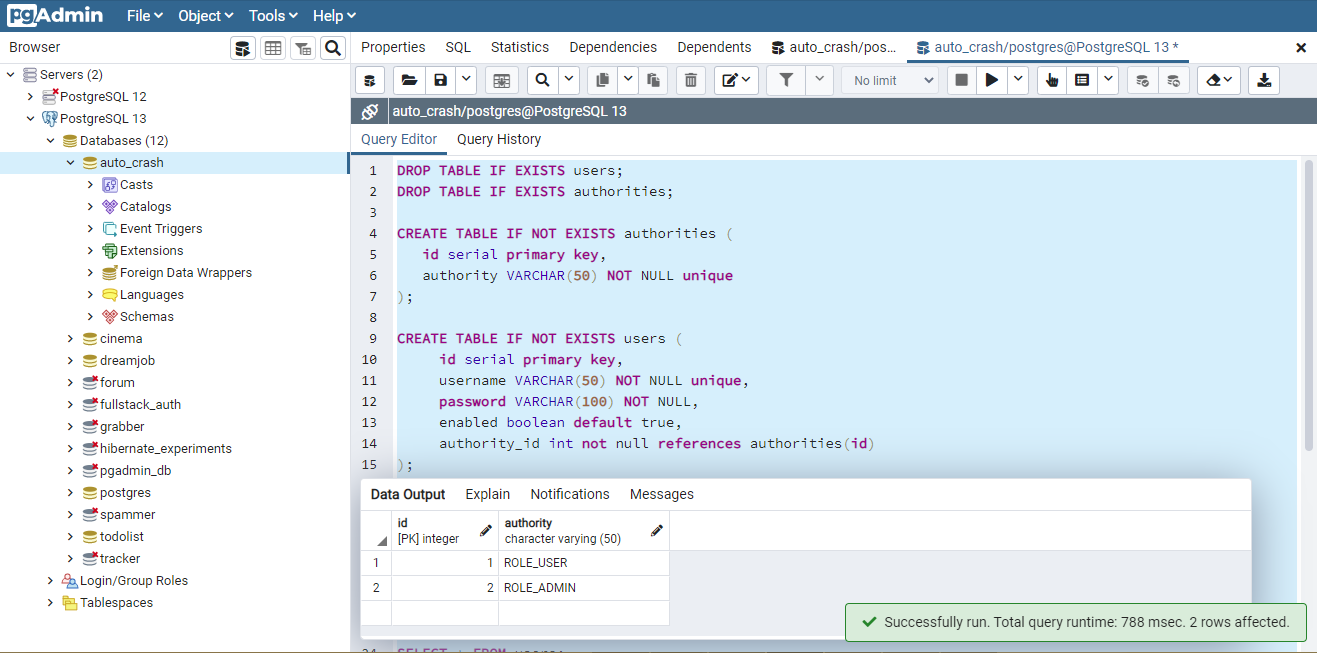 pgAdmin File Object Tools Help
Browser
Properties SQL Statistics Dependencies Dependents auto_crash/pos... auto_crash/postgres@PostgreSQL 13 *
Servers (2)
PostgreSQL 12
PostgreSQL 13
Databases (12)
auto_crash
Casts
Catalogs
Event Triggers
Extensions
Foreign Data Wrappers
Languages
Schemas
cinema
dreamjob
forum
fullstack_auth
grabber
hibernate_experiments
pgadmin_db
postgres
spammer
todolist
tracker
Login/Group Roles
Tablespaces
No limit
auto_crash/postgres@PostgreSQL 13
Query Editor Query History
1 DROP TABLE IF EXISTS users;
2 DROP TABLE IF EXISTS authorities;
3
4 CREATE TABLE IF NOT EXISTS authorities (
5 id serial primary key,
6 authority VARCHAR(50) NOT NULL unique
7 );
8
9 CREATE TABLE IF NOT EXISTS users (
10 id serial primary key,
11 username VARCHAR(50) NOT NULL unique,
12 password VARCHAR(100) NOT NULL,
13 enabled boolean default true,
14 authority_id int not null references authorities(id)
15 );
Data Output Explain Notifications Messages
id authority
[PK] integer character varying (50)
1 1 ROLE_USER
2 2 ROLE_ADMIN
Successfully run. Total query runtime: 788 msec. 2 rows affected.